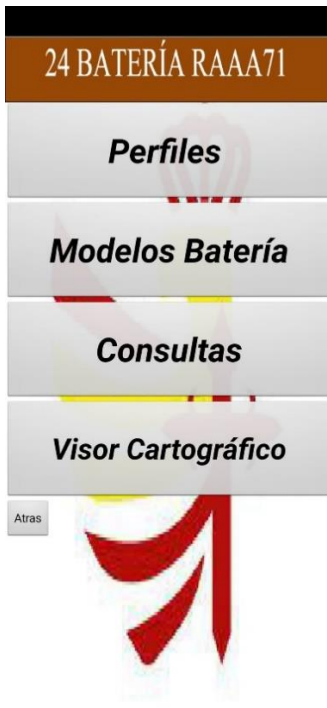 24 BATERÍA RAAA71
Perfiles
Modelos Batería
Consultas
Visor Cartográfico
Atras